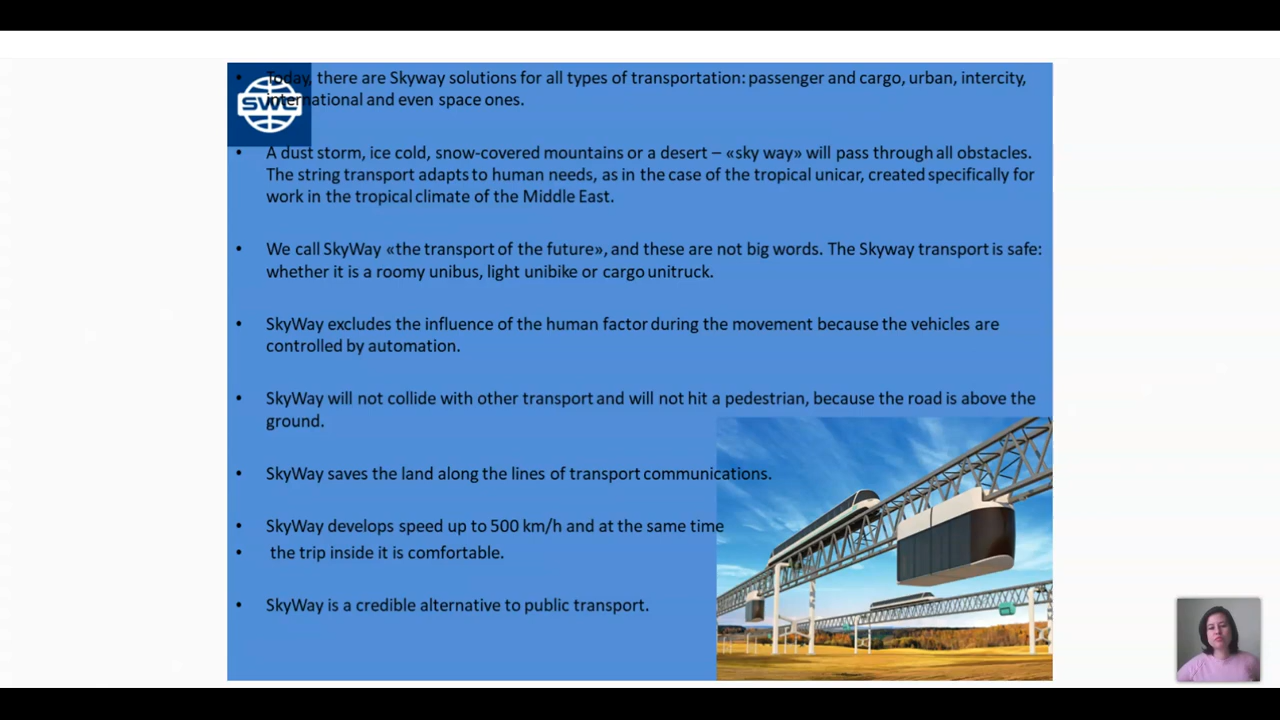 • Today, there are Skyway solutions for all types of transportation: passenger and cargo, urban, intercity,
international and even space ones.
SWC
• A dust storm, ice cold, snow-covered mountains or a desert – «sky way» will pass through all obstacles.
The string transport adapts to human needs, as in the case of the tropical unicar, created specifically for
work in the tropical climate of the Middle East.
• We call SkyWay «the transport of the future», and these are not big words. The Skyway transport is safe:
whether it is a roomy unibus, light unibike or cargo unitruck.
• SkyWay excludes the influence of the human factor during the movement because the vehicles are
controlled by automation.
• SkyWay will not collide with other transport and will not hit a pedestrian, because the road is above the
ground.
• SkyWay saves the land along the lines of transport communications.
• SkyWay develops speed up to 500 km/h and at the same time
• the trip inside it is comfortable.
• SkyWay is a credible alternative to public transport.